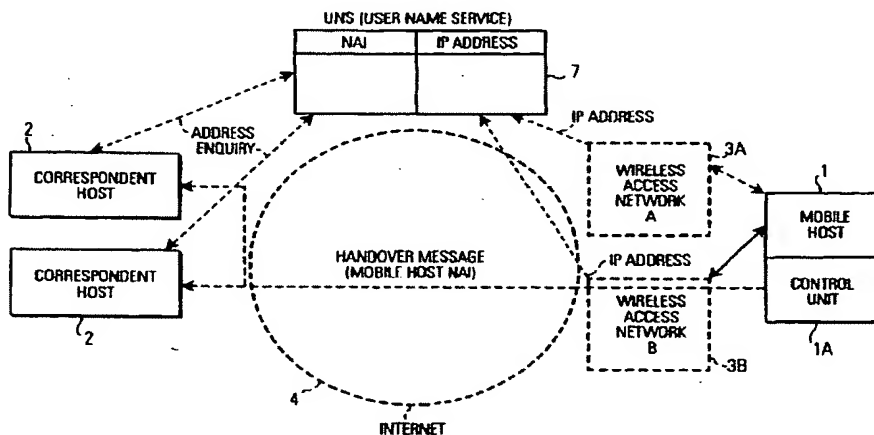 UNS (USER NAME SERVICE)
NAI
IP ADDRESS
7
IP ADDRESS
2
ADDRESS
ENQUIRY
3A
CORRESPONDENT
HOST
WIRELESS
ACCESS
NETWORK
A
1
MOBILE
HOST
HANDOVER MESSAGE
(MOBILE HOST NAI)
IP ADDRESS
CORRESPONDENT
HOST
CONTROL
UNIT
WIRELESS
ACCESS
NETWORK
B
2
1A
3B
4
INTERNET